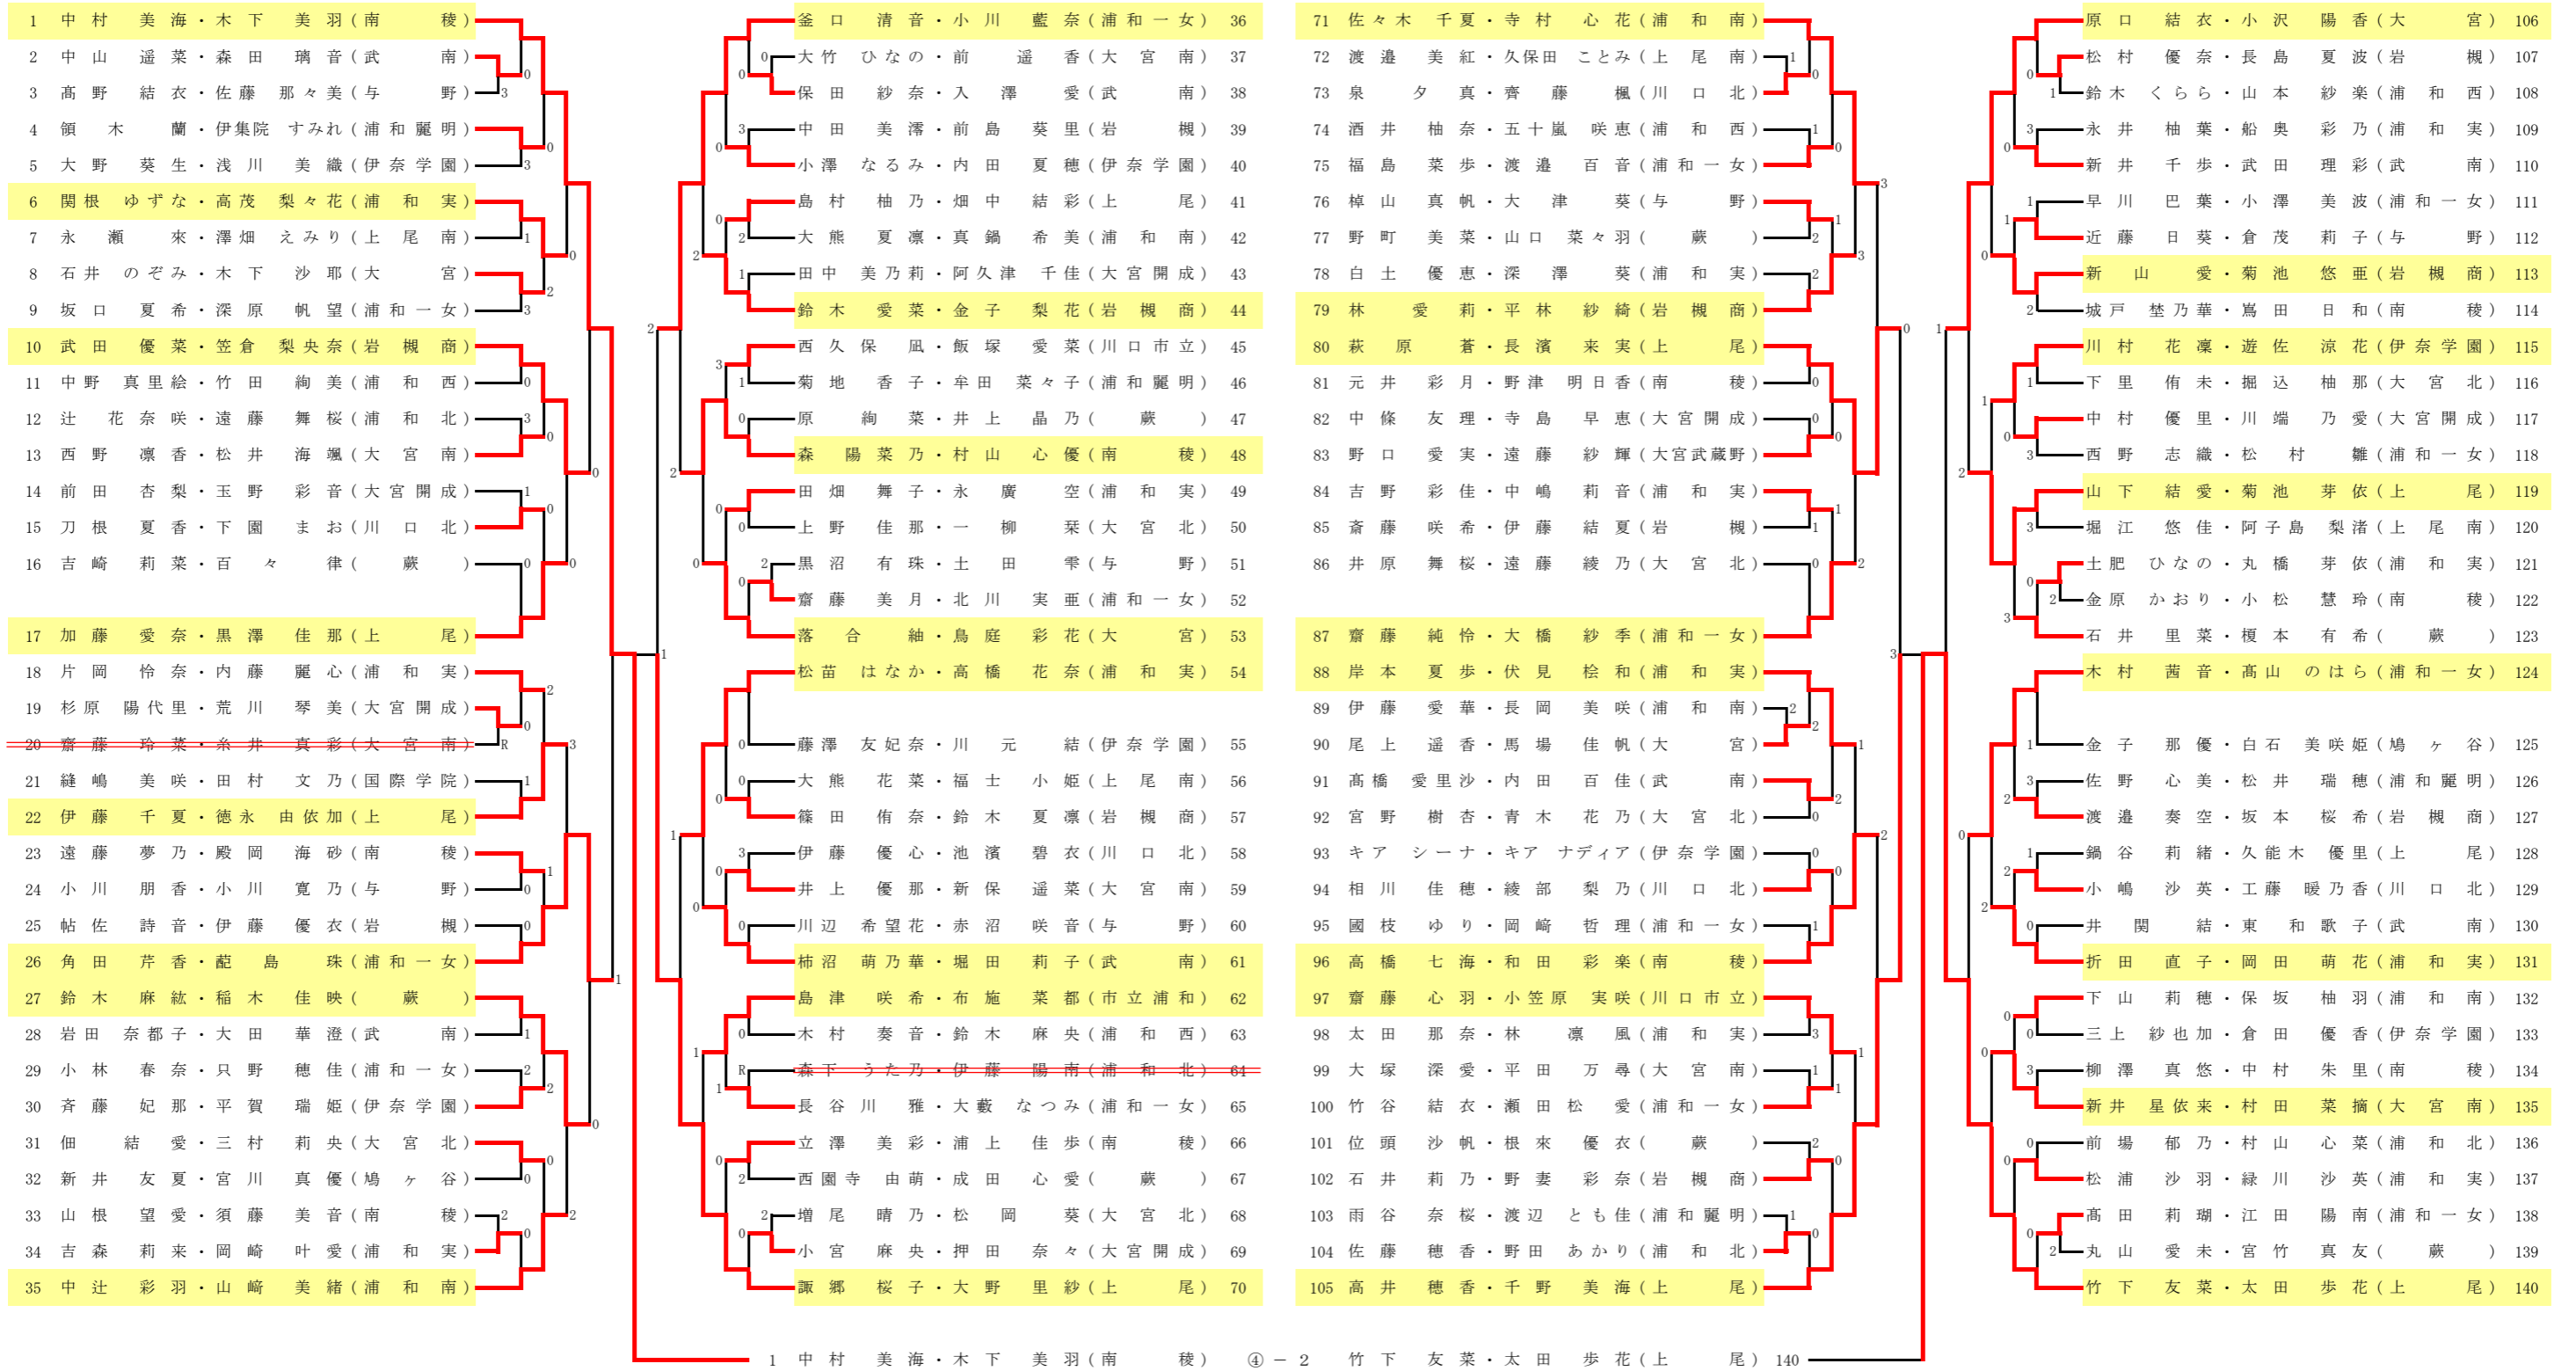 1 中村 美海・木下 美羽(南 稜)
2 中山 遥菜・森田 璃音(武 南)
3 髙野 結衣・佐藤 那々美(与 野)
4 領木 蘭・伊集院 すみれ(浦和麗明)
5 大野 葵生・浅川 美織(伊奈学園)
6 関根 ゆずな・高茂 梨々花(浦和実)
7 永瀬 來・澤畑 えみり(上尾南)
8 石井 のぞみ・木下 沙耶(大 宮)
9 坂口 夏希・深原 帆望(浦和一女)
10 武田 優菜・笠倉 梨央奈(岩槻商)
11 中野 真里絵・竹田 絢美(浦和西)
12 辻 花奈咲・遠藤 舞桜(浦和北)
13 西野 凛香・松井 海颯(大宮南)
14 前田 杏梨・玉野 彩音(大宮開成)
15 刀根 夏香・下園 まお(川口北)
16 吉崎 莉菜・百々 律(蕨)
17 加藤 愛奈・黒澤 佳那(上 尾)
18 片岡 怜奈・内藤 麗心(浦和実)
19 杉原 陽代里・荒川 琴美(大宮開成)
20 齋藤 玲菜・糸井 真彩(大宮南)
21 縫嶋 美咲・田村 文乃(国際学院)
22 伊藤 千夏・徳永 由依加(上 尾)
23 遠藤 夢乃・殿岡 海砂(南 稜)
24 小川 朋香・小川 寛乃(与 野)
25 帖佐 詩音・伊藤 優衣(岩 槻)
26 角田 芹香・蓜島 珠(浦和一女)
27 鈴木 麻紘・稲木 佳映(蕨)
28 岩田 奈都子・大田 華澄(武 南)
29 小林 春奈・只野 穂佳(浦和一女)
30 斉藤 妃那・平賀 瑞姫(伊奈学園)
31 佃 結愛・三村 莉央(大宮北)
32 新井 友夏・宮川 真優(鳩ヶ谷)
33 山根 望愛・須藤 美音(南 稜)
34 吉森 莉来・岡崎 叶愛(浦和実)
35 中辻 彩羽・山﨑 美緒(浦和南)
釜口 清音・小川 藍奈(浦和一女) 36
大竹 ひなの・前 遥香(大宮南) 37
保田 紗奈・入澤 愛(武 南) 38
中田 美澪・前島 葵里(岩 槻) 39
小澤 なるみ・内田 夏穂(伊奈学園) 40
島村 柚乃・畑中 結彩(上 尾) 41
大熊 夏凛・真鍋 希美(浦和南) 42
田中 美乃莉・阿久津 千佳(大宮開成) 43
鈴木 愛菜・金子 梨花(岩槻商) 44
西久保 凪・飯塚 愛菜(川口市立) 45
菊地 香子・牟田 菜々子(浦和麗明) 46
原 絢菜・井上 晶乃(蕨) 47
森 陽菜乃・村山 心優(南 稜) 48
田畑 舞子・永廣 空(浦和実) 49
上野 佳那・一柳 栞(大宮北) 50
黒沼 有珠・土田 雫(与 野) 51
齋藤 美月・北川 実亜(浦和一女) 52
落合 紬・鳥庭 彩花(大 宮) 53
松苗 はなか・高橋 花奈(浦和実) 54
藤澤 友妃奈・川元 結(伊奈学園) 55
大熊 花菜・福士 小姫(上尾南) 56
篠田 侑奈・鈴木 夏凛(岩槻商) 57
伊藤 優心・池濱 碧衣(川口北) 58
井上 優那・新保 遥菜(大宮南) 59
川辺 希望花・赤沼 咲音(与 野) 60
柿沼 萌乃華・堀田 莉子(武 南) 61
島津 咲希・布施 菜都(市立浦和) 62
木村 奏音・鈴木 麻央(浦和西) 63
森下 うた乃・伊藤 陽南(浦和北) 64
長谷川 雅・大藪 なつみ(浦和一女) 65
立澤 美彩・浦上 佳歩(南 稜) 66
西園寺 由萌・成田 心愛(蕨) 67
増尾 晴乃・松岡 葵(大宮北) 68
小宮 麻央・押田 奈々(大宮開成) 69
諏郷 桜子・大野 里紗(上 尾) 70
71 佐々木 千夏・寺村 心花(浦和南)
72 渡邉 美紅・久保田 ことみ(上尾南)
73 泉 夕真・齊藤 楓(川口北)
74 酒井 柚奈・五十嵐 咲恵(浦和西)
75 福島 菜歩・渡邉 百音(浦和一女)
76 棹山 真帆・大津 葵(与 野)
77 野町 美菜・山口 菜々羽(蕨)
78 白土 優恵・深澤 葵(浦和実)
79 林 愛莉・平林 紗綺(岩槻商)
80 萩原 蒼・長濱 来実(上 尾)
81 元井 彩月・野津 明日香(南 稜)
82 中條 友理・寺島 早恵(大宮開成)
83 野口 愛実・遠藤 紗輝(大宮武蔵野)
84 吉野 彩佳・中嶋 莉音(浦和実)
85 斎藤 咲希・伊藤 結夏(岩 槻)
86 井原 舞桜・遠藤 綾乃(大宮北)
87 齋藤 純怜・大橋 紗季(浦和一女)
88 岸本 夏歩・伏見 桧和(浦和実)
89 伊藤 愛華・長岡 美咲(浦和南)
90 尾上 遥香・馬場 佳帆(大 宮)
91 髙橋 愛里沙・内田 百佳(武 南)
92 宮野 樹杏・青木 花乃(大宮北)
93 キア シーナ・キア ナディア(伊奈学園)
94 相川 佳穂・綾部 梨乃(川口北)
95 國枝 ゆり・岡﨑 哲理(浦和一女)
96 高橋 七海・和田 彩楽(南 稜)
97 齋藤 心羽・小笠原 実咲(川口市立)
98 太田 那奈・林 凛風(浦和実)
99 大塚 深愛・平田 万尋(大宮南)
100 竹谷 結衣・瀬田松 愛(浦和一女)
101 位頭 沙帆・根來 優衣(蕨)
102 石井 莉乃・野妻 彩奈(岩槻商)
103 雨谷 奈桜・渡辺 とも佳(浦和麗明)
104 佐藤 穂香・野田 あかり(浦和北)
105 高井 穂香・千野 美海(上 尾)
原口 結衣・小沢 陽香(大 宮) 106
松村 優奈・長島 夏波(岩 槻) 107
鈴木 くらら・山本 紗楽(浦和西) 108
永井 柚葉・船奥 彩乃(浦和実) 109
新井 千歩・武田 理彩(武 南) 110
早川 巴葉・小澤 美波(浦和一女) 111
近藤 日葵・倉茂 莉子(与 野) 112
新山 愛・菊池 悠亜(岩槻商) 113
城戸 埜乃華・嶌田 日和(南 稜) 114
川村 花凜・遊佐 涼花(伊奈学園) 115
下里 侑未・掘込 柚那(大宮北) 116
中村 優里・川端 乃愛(大宮開成) 117
西野 志織・松村 雛(浦和一女) 118
山下 結愛・菊池 芽依(上 尾) 119
堀江 悠佳・阿子島 梨渚(上尾南) 120
土肥 ひなの・丸橋 芽依(浦和実) 121
金原 かおり・小松 慧玲(南 稜) 122
石井 里菜・榎本 有希(蕨) 123
木村 茜音・髙山 のはら(浦和一女) 124
金子 那優・白石 美咲姫(鳩ヶ谷) 125
佐野 心美・松井 瑞穂(浦和麗明) 126
渡邉 奏空・坂本 桜希(岩槻商) 127
鍋谷 莉緒・久能木 優里(上 尾) 128
小嶋 沙英・工藤 暖乃香(川口北) 129
井関 結・東 和歌子(武 南) 130
折田 直子・岡田 萌花(浦和実) 131
下山 莉穂・保坂 柚羽(浦和南) 132
三上 紗也加・倉田 優香(伊奈学園) 133
柳澤 真悠・中村 朱里(南 稜) 134
新井 星依来・村田 菜摘(大宮南) 135
前場 郁乃・村山 心菜(浦和北) 136
松浦 沙羽・緑川 沙英(浦和実) 137
髙田 莉瑚・江田 陽南(浦和一女) 138
丸山 愛未・宮竹 真友(蕨) 139
竹下 友菜・太田 歩花(上 尾) 140
1 中村 美海・木下 美羽(南 稜) ④ − 2 竹下 友菜・太田 歩花(上 尾) 140